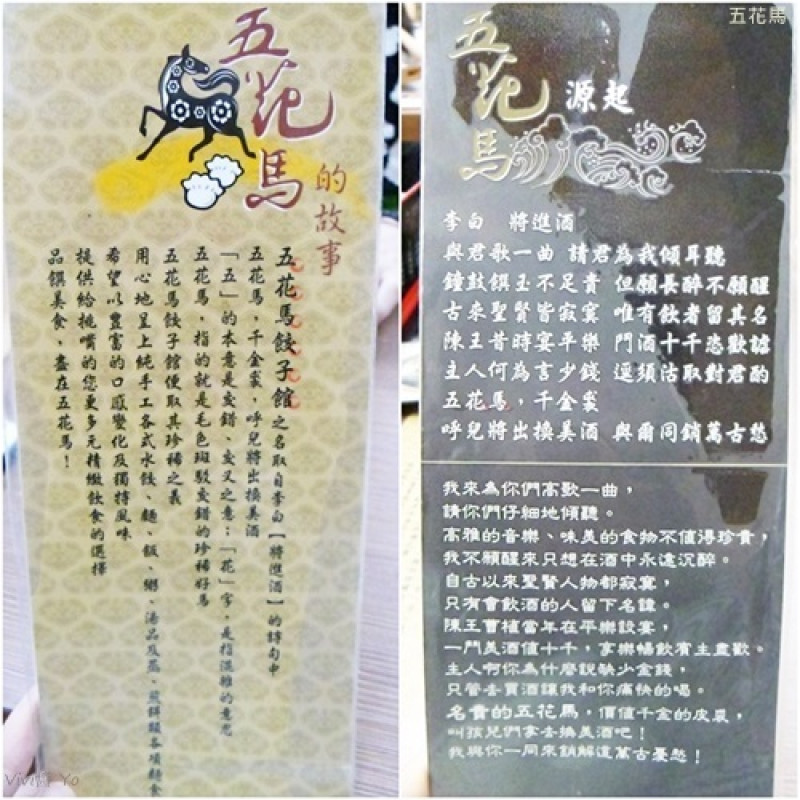 五花馬
的故事
五花馬餃子館之名取自李白【將進酒】的詩句中
五花馬,千金裘,呼兒將出換美酒
「五」的本意是交錯、交叉之意;「花」字,是指混雜的意思
五花馬,指的就是毛色斑駁交錯的珍稀好馬
五花馬餃子館便取其珍稀之義
用心地呈上純手工各式水餃、麵、飯、粥、湯品及蒸、煎餅類各項麵食
希望以豐富的口感變化及獨特風味
提供給挑嘴的您更多元精緻飲食的選擇
品饌美食,盡在五花馬!
五花馬
五花馬
源起
李白 將進酒
與君歌一曲 請君為我傾耳聽
鐘鼓饌玉不足貴 但願長醉不願醒
古來聖賢皆寂寞 唯有飲者留其名
陳王昔時宴平樂 鬥酒十千恣歡謔
主人何為言少錢 逕須沽取對君酌
五花馬,千金裘
呼兒將出換美酒 與爾同銷萬古愁
我來為你們高歌一曲,
請你們仔細地傾聽。
高雅的音樂、味美的食物不值得珍貴,
我不願醒來只想在酒中永遠沉醉。
自古以來聖賢人物都寂寞,
只有會飲酒的人留下名諱。
陳王曹植當年在平樂設宴,
一鬥美酒值十千,享樂暢飲賓主盡歡。
主人啊你為什麼說缺少金錢,
只管去買酒讓我和你痛快的喝。
名貴的五花馬,價值千金的皮裘,
叫孩兒們拿去換美酒吧!
我與你一同來銷解這萬古憂愁!